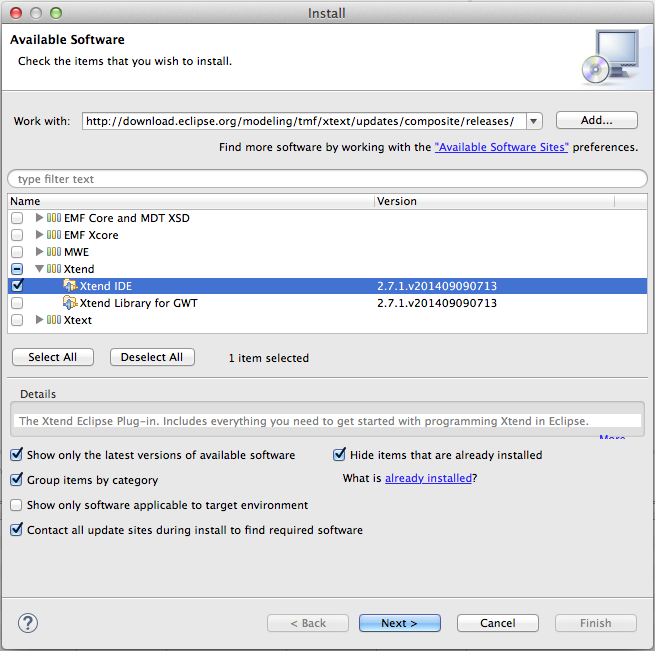 Install
Available Software
Check the items that you wish to install.
Work with: http://download.eclipse.org/modeling/tmf/xtext/updates/composite/releases/ Add...
Find more software by working with the "Available Software Sites" preferences.
type filter text
Name Version
EMF Core and MDT XSD
EMF Xcore
MWE
Xtend
Xtend IDE 2.7.1.v201409090713
Xtend Library for GWT 2.7.1.v201409090713
Xtext
Select All Deselect All 1 item selected
Details
The Xtend Eclipse Plug-in. Includes everything you need to get started with programming Xtend in Eclipse.
More
Show only the latest versions of available software Hide items that are already installed
Group items by category What is already installed?
Show only software applicable to target environment
Contact all update sites during install to find required software
? < Back Next > Cancel Finish